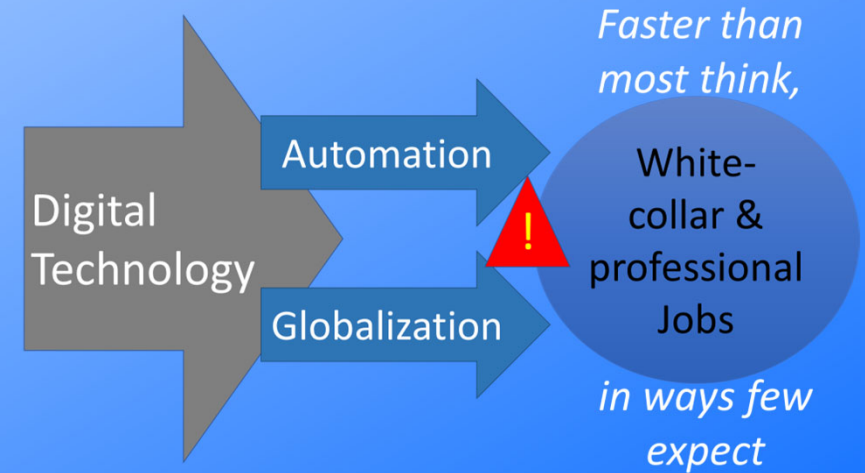 Digital
Technology
Automation
!
Globalization
Faster than
most think,
White-
collar &
professional
Jobs
in ways few
expect